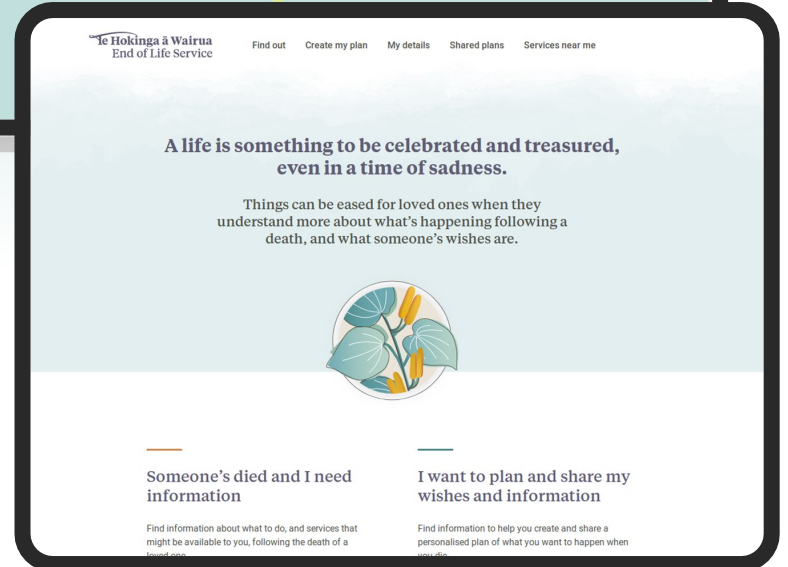 Te Hokinga ā Wairua
End of Life Service
Find out
Create my plan
My details
Shared plans
Services near me
A life is something to be celebrated and treasured,
even in a time of sadness.
Things can be eased for loved ones when they
understand more about what's happening following a
death, and what someone's wishes are.
Someone's died and I need
information
Find information about what to do, and services that
might be available to you, following the death of a
loved one
I want to plan and share my
wishes and information
Find information to help you create and share a
personalised plan of what you want to happen when
you die